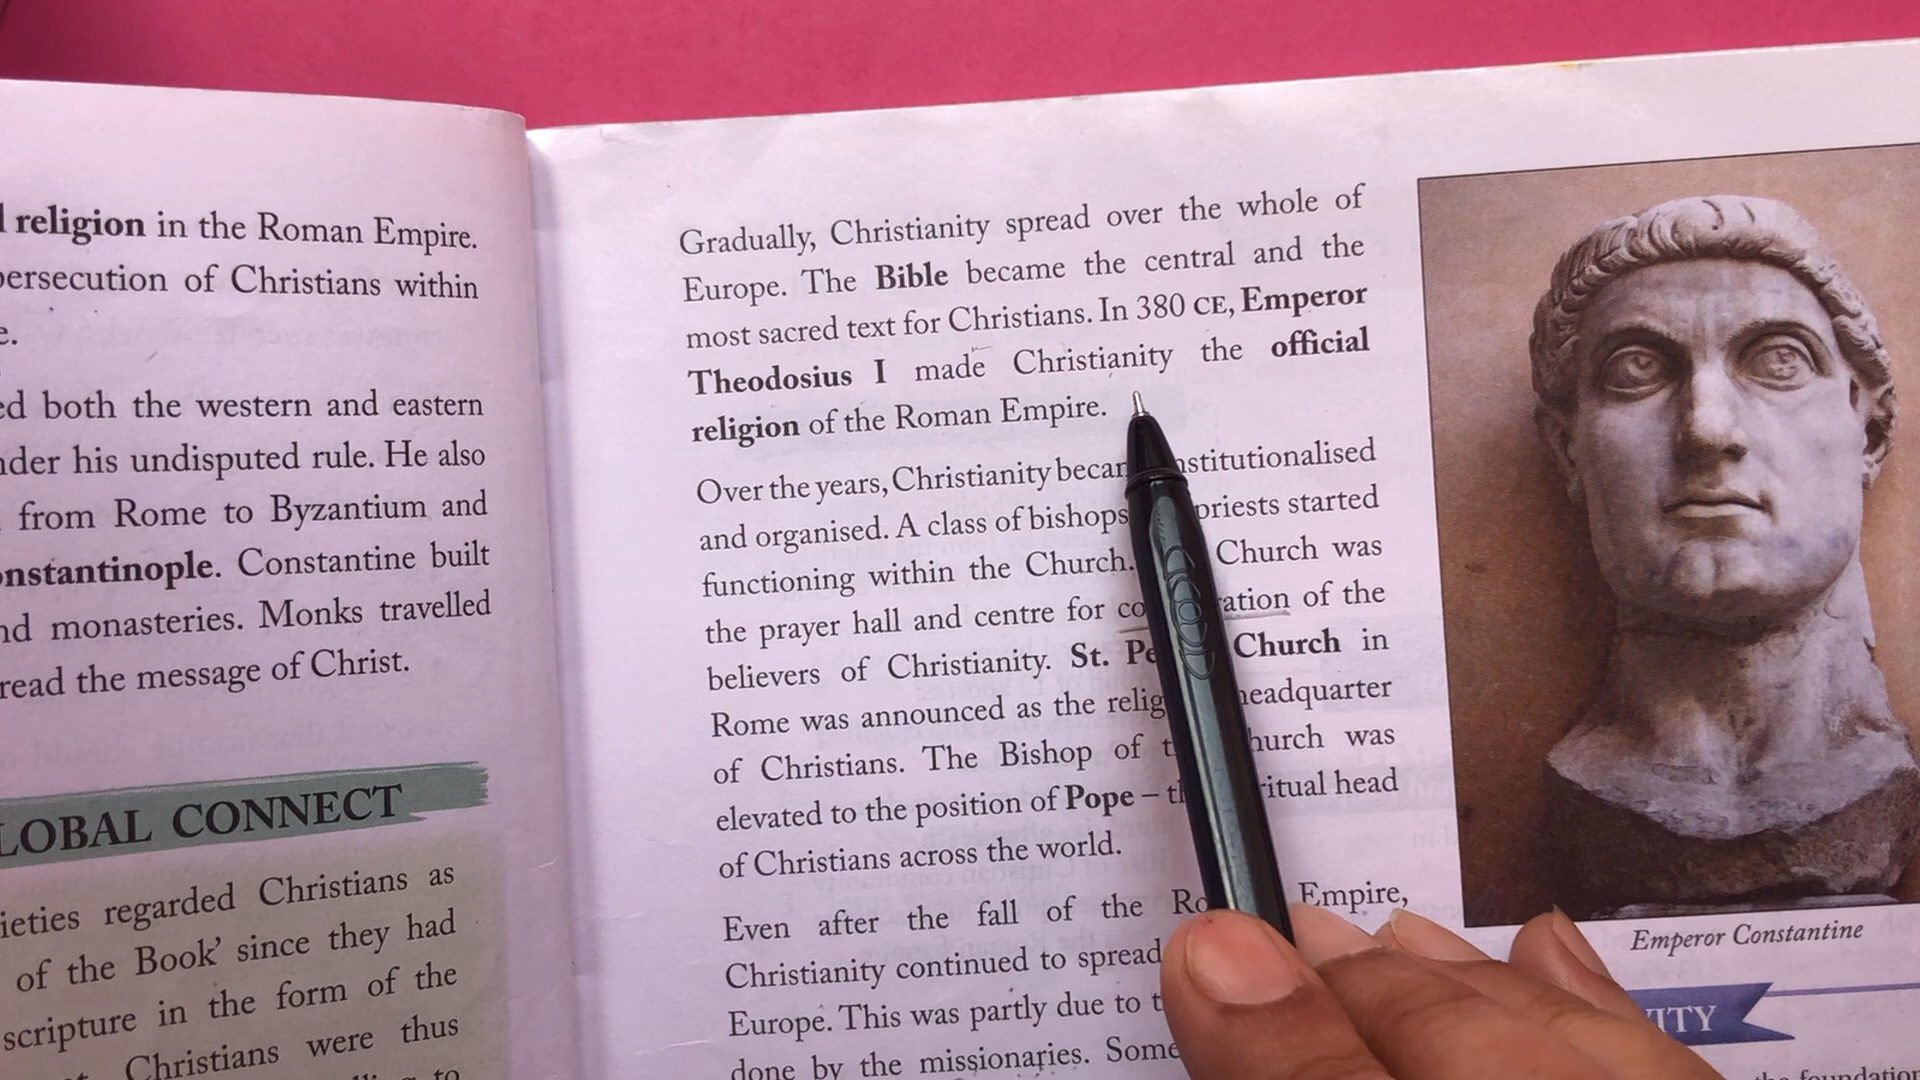 religion in the Roman Empire.
persecution of Christians within
e.
ed both the western and eastern
under his undisputed rule. He also
from Rome to Byzantium and
onstantinople. Constantine built
nd monasteries. Monks travelled
read the message of Christ.
LOBAL CONNECT
ieties regarded Christians as
of the Book' since they had
scripture in the form of the
Christians were thus
to
Gradually, Christianity spread over the whole of
Europe. The Bible became the central and the
most sacred text for Christians. In 380 CE, Emperor
Theodosius I made Christianity the official
religion of the Roman Empire.
Over the years, Christianity becam nstitutionalised
and organised. A class of bishops priests started
functioning within the Church. Church was
the prayer hall and centre for co ation of the
believers of Christianity. St. Pe Church in
Rome was announced as the relig headquarter
of Christians. The Bishop of t hurch was
elevated to the position of Pope – th ritual head
of Christians across the world.
Even after the fall of the Ro Empire,
Christianity continued to spread
Europe. This was partly due to t
done by the missionaries. Some
Emperor Constantine
ITY
the foundation